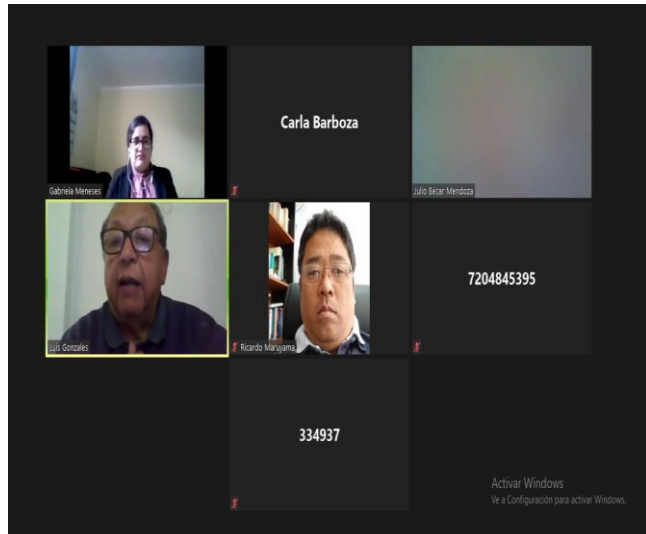 Gabriela Meneses
Carla Barboza
Julio Bécar Mendoza
Luis Gonzales
Ricardo Maruyama
7204845395
334937
Activar Windows
Ve a Configuración para activar Windows.